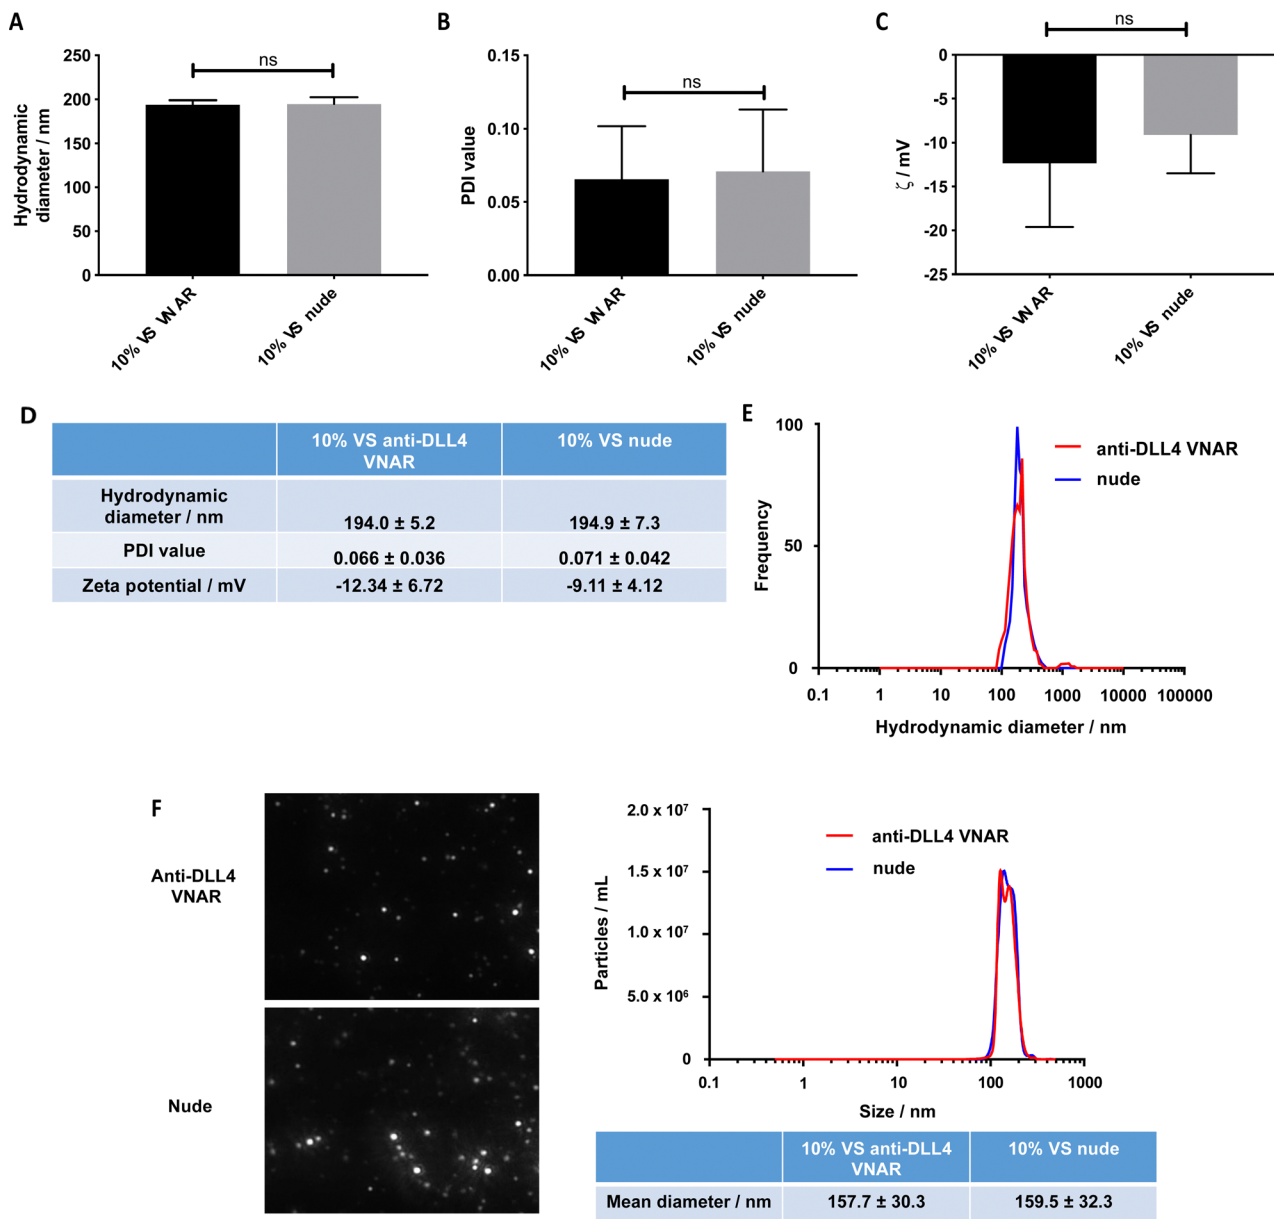 A
250
200
150
100
50
0
Hydrodynamic
diameter / nm
ns
10% VS VNAR
10% VS nude
B
0.15
0.10
0.05
0.00
PDI value
ns
10% VS VNAR
10% VS nude
C
0
-5
-10
-15
-20
-25
ζ / mV
ns
10% VS VNAR
10% VS nude
D
10% VS anti-DLL4
VNAR
10% VS nude
Hydrodynamic
diameter / nm
194.0 ± 5.2
194.9 ± 7.3
PDI value
0.066 ± 0.036
0.071 ± 0.042
Zeta potential / mV
-12.34 ± 6.72
-9.11 ± 4.12
E
100
50
0
Frequency
anti-DLL4 VNAR
nude
0.1 1 10 100 1000 10000 100000
Hydrodynamic diameter / nm
F
Anti-DLL4
VNAR
Nude
2.0 x 10⁷
1.5 x 10⁷
1.0 x 10⁷
5.0 x 10⁶
0
Particles / mL
anti-DLL4 VNAR
nude
0.1 1 10 100 1000
Size / nm
10% VS anti-DLL4
VNAR
10% VS nude
Mean diameter / nm
157.7 ± 30.3
159.5 ± 32.3